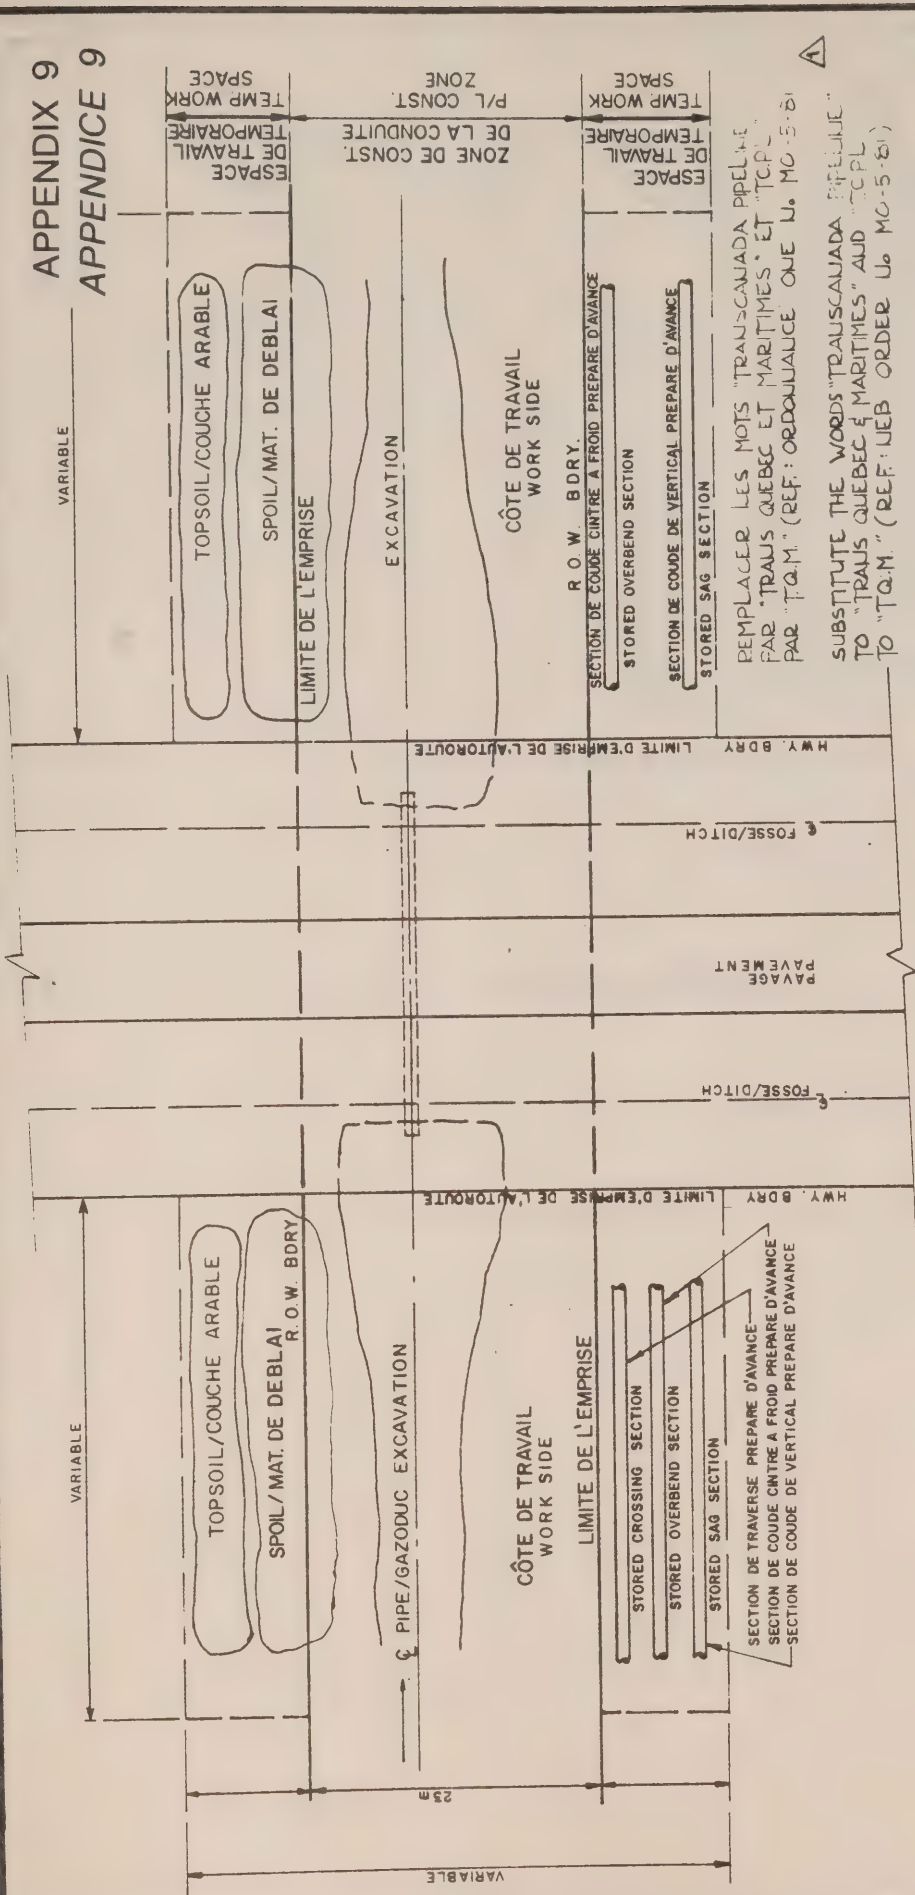 APPENDIX 9
APPENDICE 9
VARIABLE
VARIABLE
TOPSOIL/COUCHE ARABLE
SPOIL/MAT. DE DEBLAI
R.O.W. BDRY
₵ PIPE/GAZODUC EXCAVATION
CÔTE DE TRAVAIL
WORK SIDE
LIMITE DE L'EMPRISE
STORED CROSSING SECTION
STORED OVERBEND SECTION
STORED SAG SECTION
SECTION DE TRAVERSE PREPARE D'AVANCE
SECTION DE COUDE CINTRE A FROID PREPARE D'AVANCE
SECTION DE COUDE DE VERTICAL PREPARE D'AVANCE
23m
VARIABLE
HWY. BDRY LIMITE D'EMPRISE DE L'AUTOROUTE
₵ FOSSE/DITCH
PAVAGE
PAVEMENT
₵ FOSSE/DITCH
HWY. BDRY LIMITE D'EMPRISE DE L'AUTOROUTE
TOPSOIL/COUCHE ARABLE
SPOIL/MAT. DE DEBLAI
LIMITE DE L'EMPRISE
EXCAVATION
CÔTE DE TRAVAIL
WORK SIDE
R.O.W. BDRY.
SECTION DE COUDE CINTRE A FROID PREPARE D'AVANCE
STORED OVERBEND SECTION
SECTION DE COUDE DE VERTICAL PREPARE D'AVANCE
STORED SAG SECTION
ESPACE
DE TRAVAIL
TEMPORAIRE
TEMP WORK
SPACE
ZONE DE CONST.
DE LA CONDUITE
P/L CONST.
ZONE
ESPACE
DE TRAVAIL
TEMPORAIRE
TEMP WORK
SPACE
REMPLACER LES MOTS "TRANSCANADA PIPELINE"
PAR "TRANS QUEBEC ET MARITIMES" ET "TCPL"
PAR "T.Q.M." (REF.: ORDONNANCE ONE No MO-5-81
SUBSTITUTE THE WORDS "TRANSCANADA PIPELINE"
TO "TRANS QUEBEC & MARITIMES" AND "TCPL
TO "TQ.M." (REF.: NEB ORDER No MO-5-81)